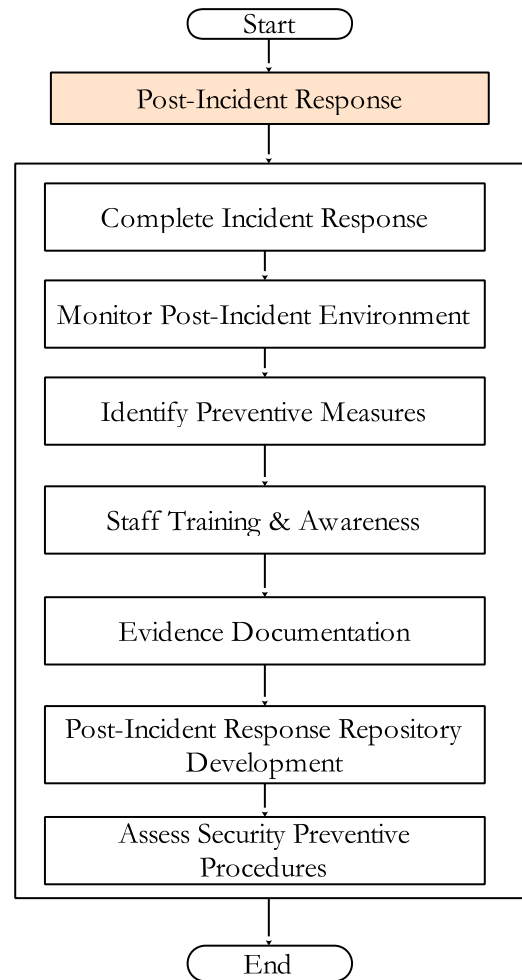 Start
Post-Incident Response
Complete Incident Response
Monitor Post-Incident Environment
Identify Preventive Measures
Staff Training & Awareness
Evidence Documentation
Post-Incident Response Repository
Development
Assess Security Preventive
Procedures
End